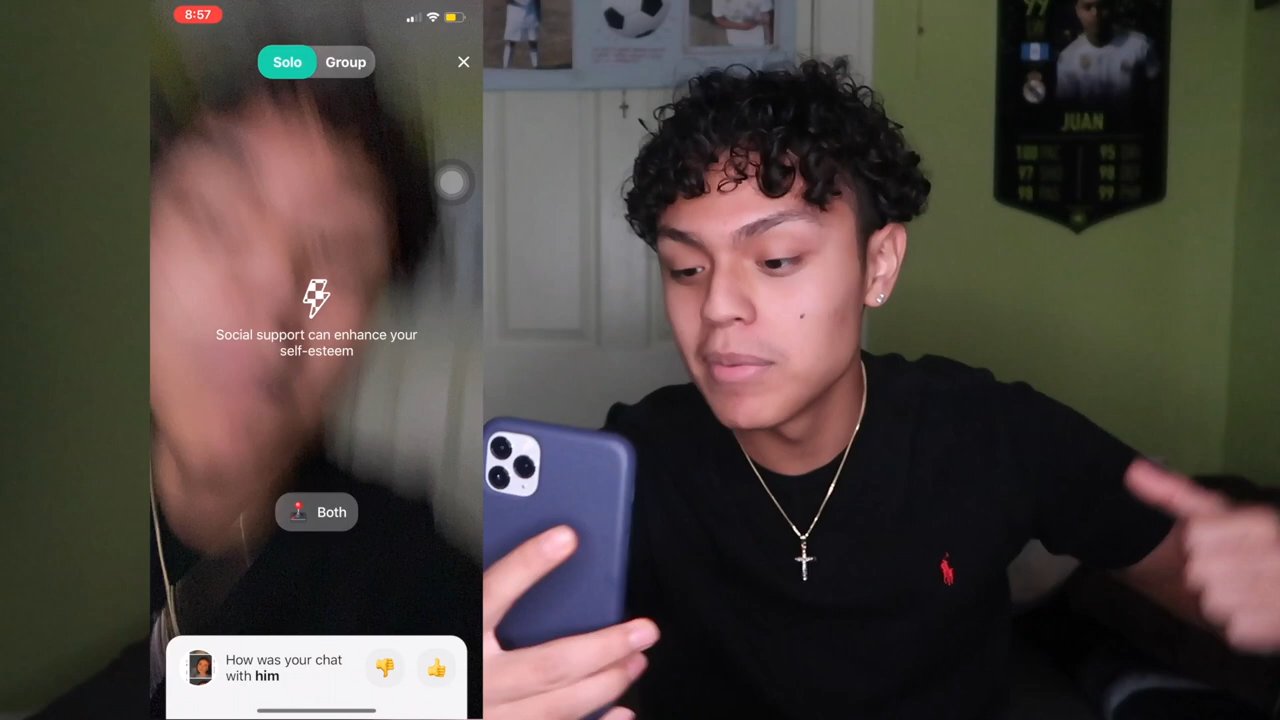 8:57
Solo
Group
Social support can enhance your
self-esteem
Both
How was your chat
with him
99
JUAN